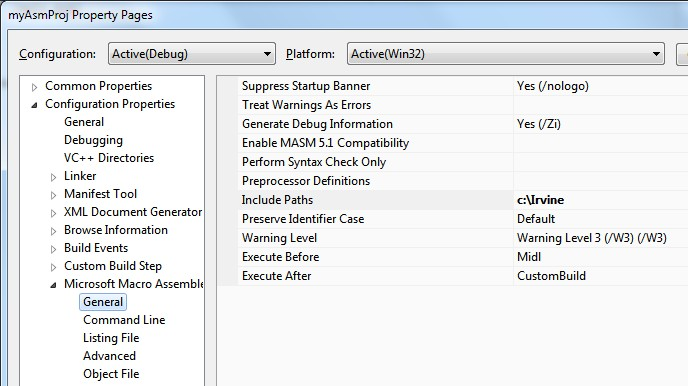 myAsmProj Property Pages
Configuration: Active(Debug) Platform: Active(Win32)
Common Properties
Configuration Properties
General
Debugging
VC++ Directories
Linker
Manifest Tool
XML Document Generator
Browse Information
Build Events
Custom Build Step
Microsoft Macro Assemble
General
Command Line
Listing File
Advanced
Object File
Suppress Startup Banner Yes (/nologo)
Treat Warnings As Errors
Generate Debug Information Yes (/Zi)
Enable MASM 5.1 Compatibility
Perform Syntax Check Only
Preprocessor Definitions
Include Paths c:\Irvine
Preserve Identifier Case Default
Warning Level Warning Level 3 (/W3) (/W3)
Execute Before Midl
Execute After CustomBuild